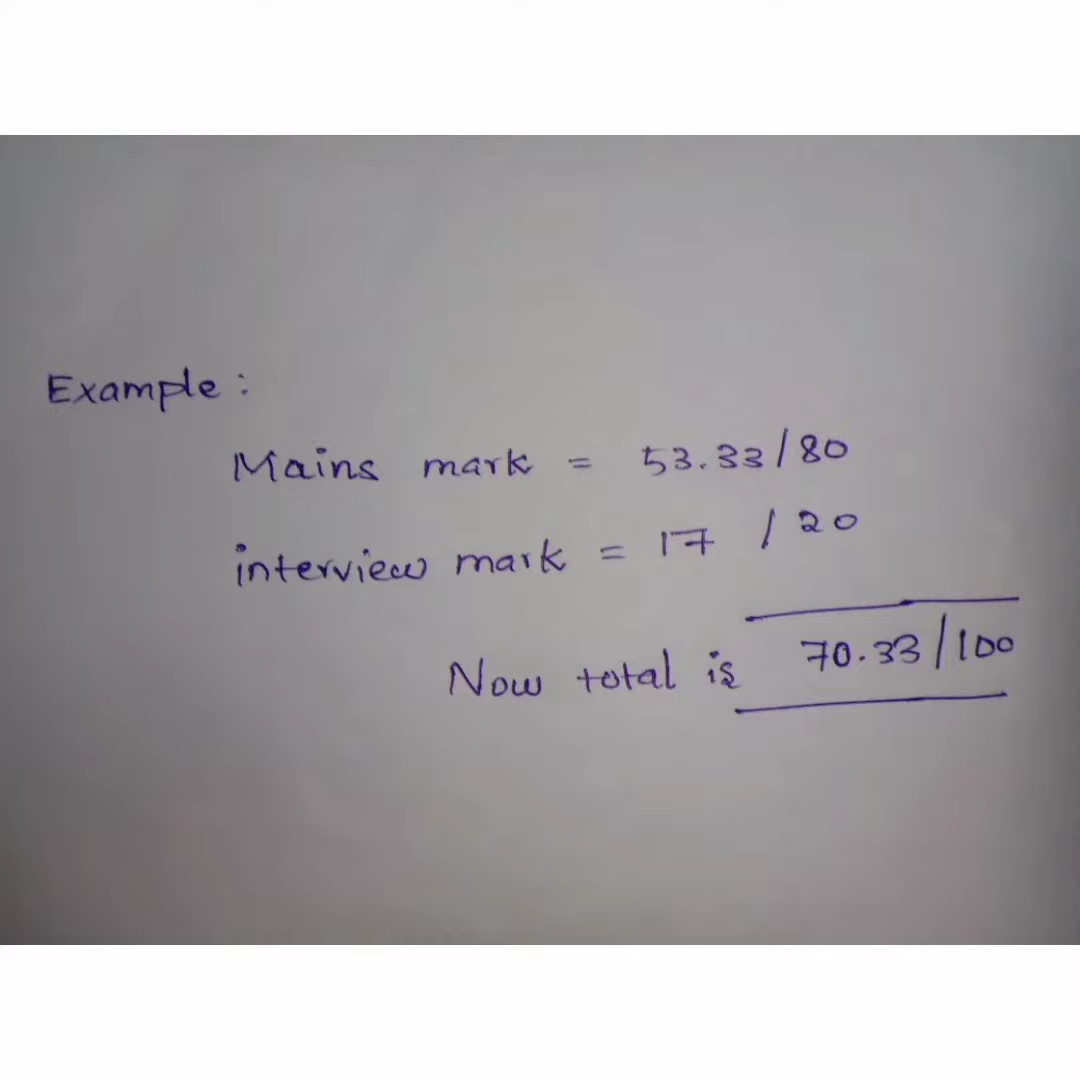 Example :
Mains mark = 53.33/80
interview mark = 17 / 20
Now total is 70.33/100